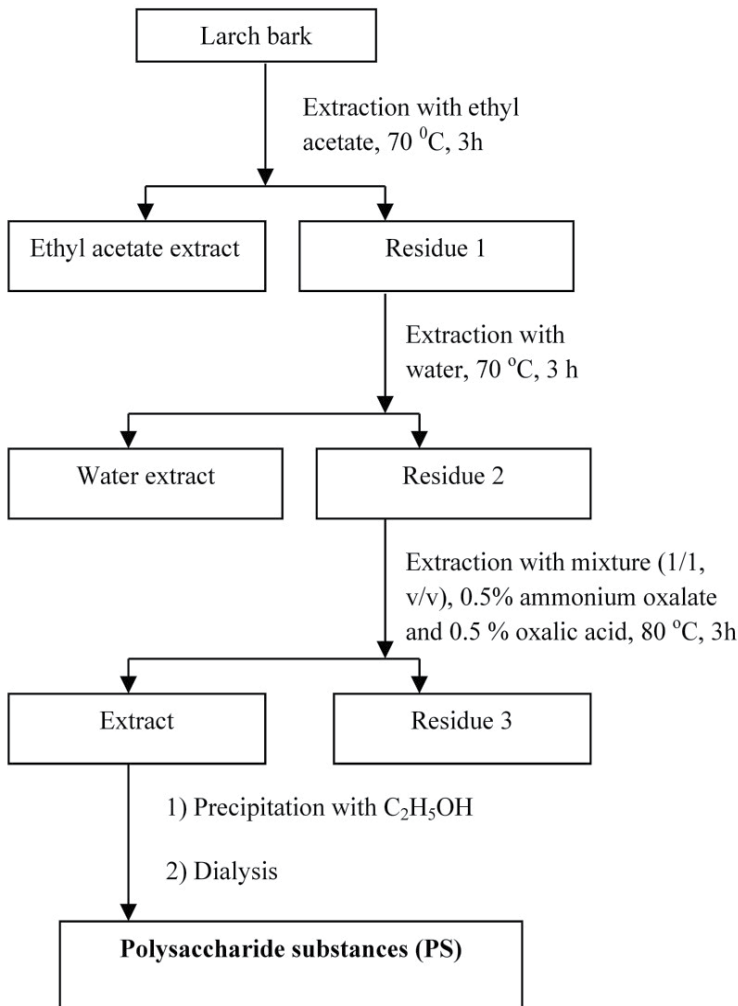 Larch bark
Extraction with ethyl
acetate, 70 ⁰C, 3h
Ethyl acetate extract
Residue 1
Extraction with
water, 70 ᵒC, 3 h
Water extract
Residue 2
Extraction with mixture (1/1,
v/v), 0.5% ammonium oxalate
and 0.5 % oxalic acid, 80 ᵒC, 3h
Extract
Residue 3
1) Precipitation with C₂H₅OH
2) Dialysis
Polysaccharide substances (PS)